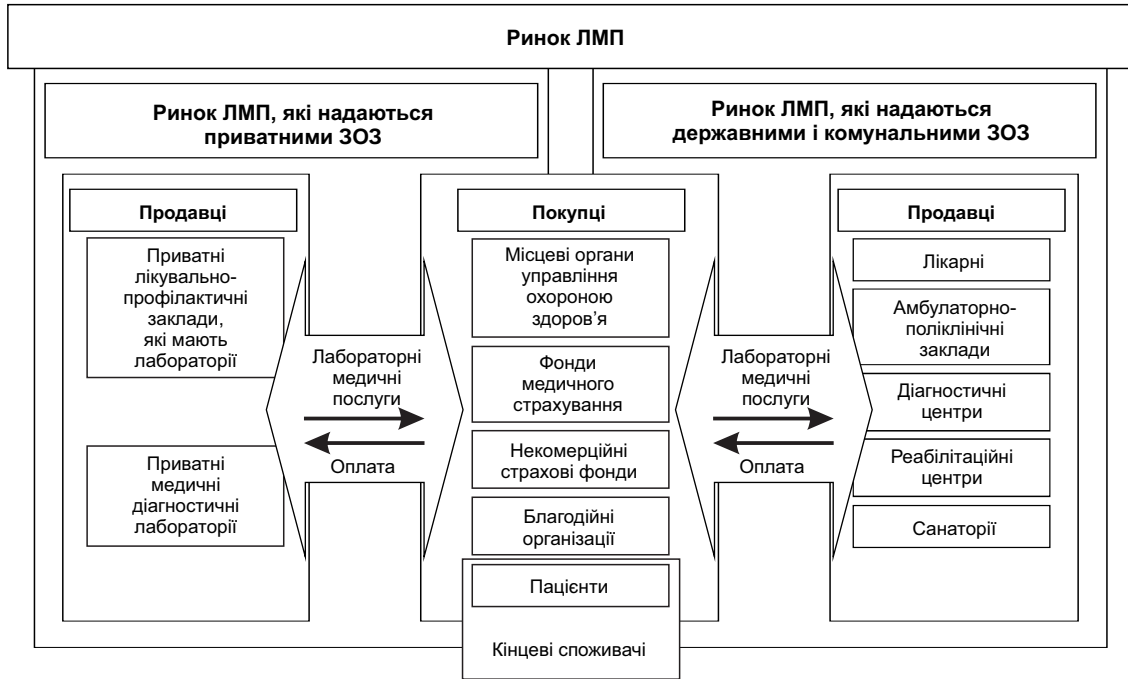 Ринок ЛМП
Ринок ЛМП, які надаються
приватними ЗОЗ
Ринок ЛМП, які надаються
державними і комунальними ЗОЗ
Продавці
Приватні
лікувально-
профілактичні
заклади,
які мають
лабораторії
Приватні
медичні
діагностичні
лабораторії
Лабораторні
медичні
послуги
Оплата
Покупці
Місцеві органи
управління
охороною
здоров’я
Фонди
медичного
страхування
Некомерційні
страхові фонди
Благодійні
організації
Пацієнти
Кінцеві споживачі
Лабораторні
медичні
послуги
Оплата
Продавці
Лікарні
Амбулаторно-
поліклінічні
заклади
Діагностичні
центри
Реабілітаційні
центри
Санаторії